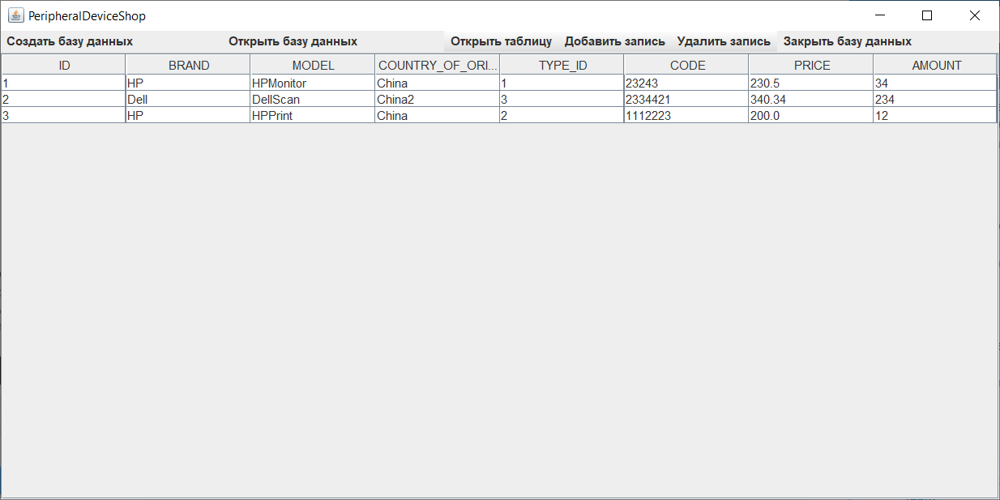 PeripheralDeviceShop
Создать базу данных Открыть базу данных Открыть таблицу Добавить запись Удалить запись Закрыть базу данных
ID BRAND MODEL COUNTRY_OF_ORI... TYPE_ID CODE PRICE AMOUNT
1 HP HPMonitor China 1 23243 230.5 34
2 Dell DellScan China2 3 2334421 340.34 234
3 HP HPPrint China 2 1112223 200.0 12